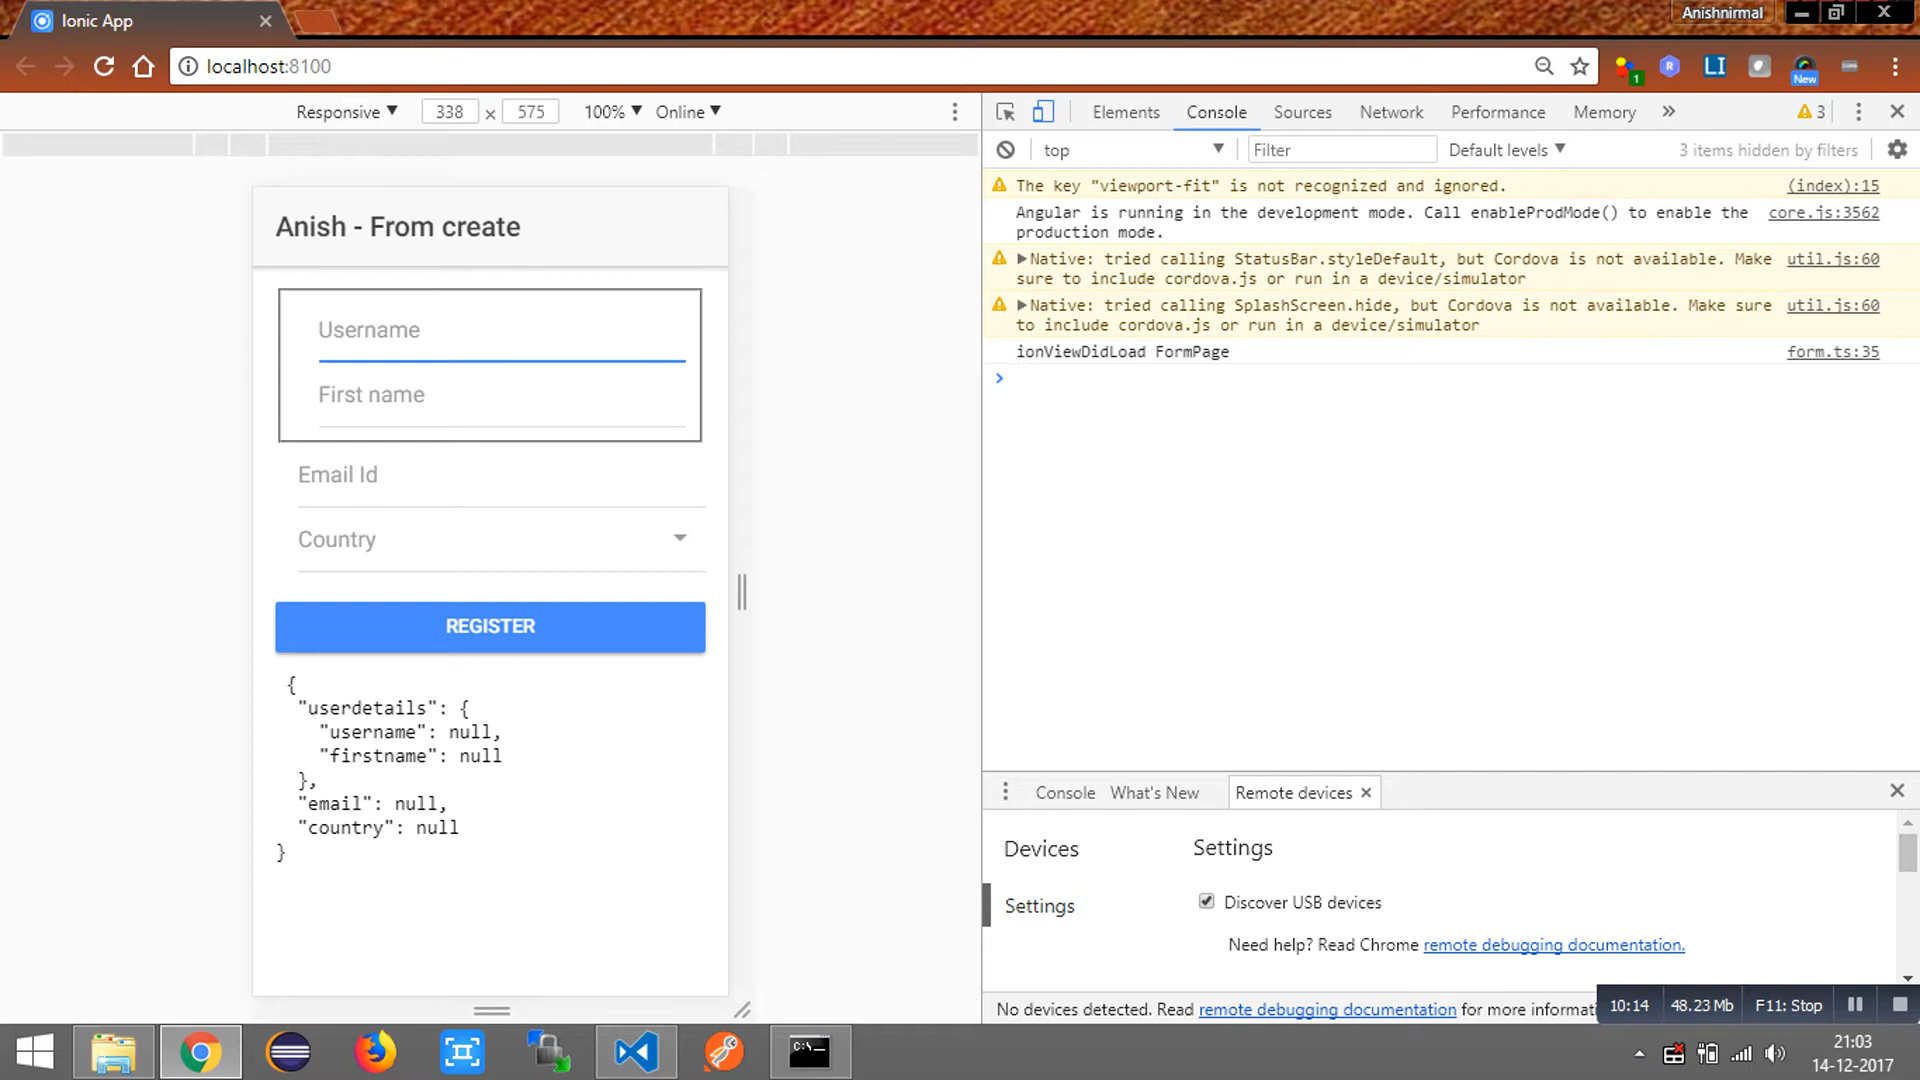 Ionic App
Anishnirmal
localhost:8100
1
R
LI
New
Responsive
338 × 575
100%
Online
Elements
Console
Sources
Network
Performance
Memory
3
top
Filter
Default levels
3 items hidden by filters
Anish - From create
Username
First name
Email Id
Country
REGISTER
{
"userdetails": {
"username": null,
"firstname": null
},
"email": null,
"country": null
}
The key "viewport-fit" is not recognized and ignored. (index):15
Angular is running in the development mode. Call enableProdMode() to enable the core.js:3562
production mode.
Native: tried calling StatusBar.styleDefault, but Cordova is not available. Make util.js:60
sure to include cordova.js or run in a device/simulator
Native: tried calling SplashScreen.hide, but Cordova is not available. Make sure util.js:60
to include cordova.js or run in a device/simulator
ionViewDidLoad FormPage form.ts:35
Console
What's New
Remote devices
Devices
Settings
Settings
Discover USB devices
Need help? Read Chrome remote debugging documentation.
No devices detected. Read remote debugging documentation for more informati
10:14
48.23 Mb
F11: Stop
C:\_
21:03
14-12-2017